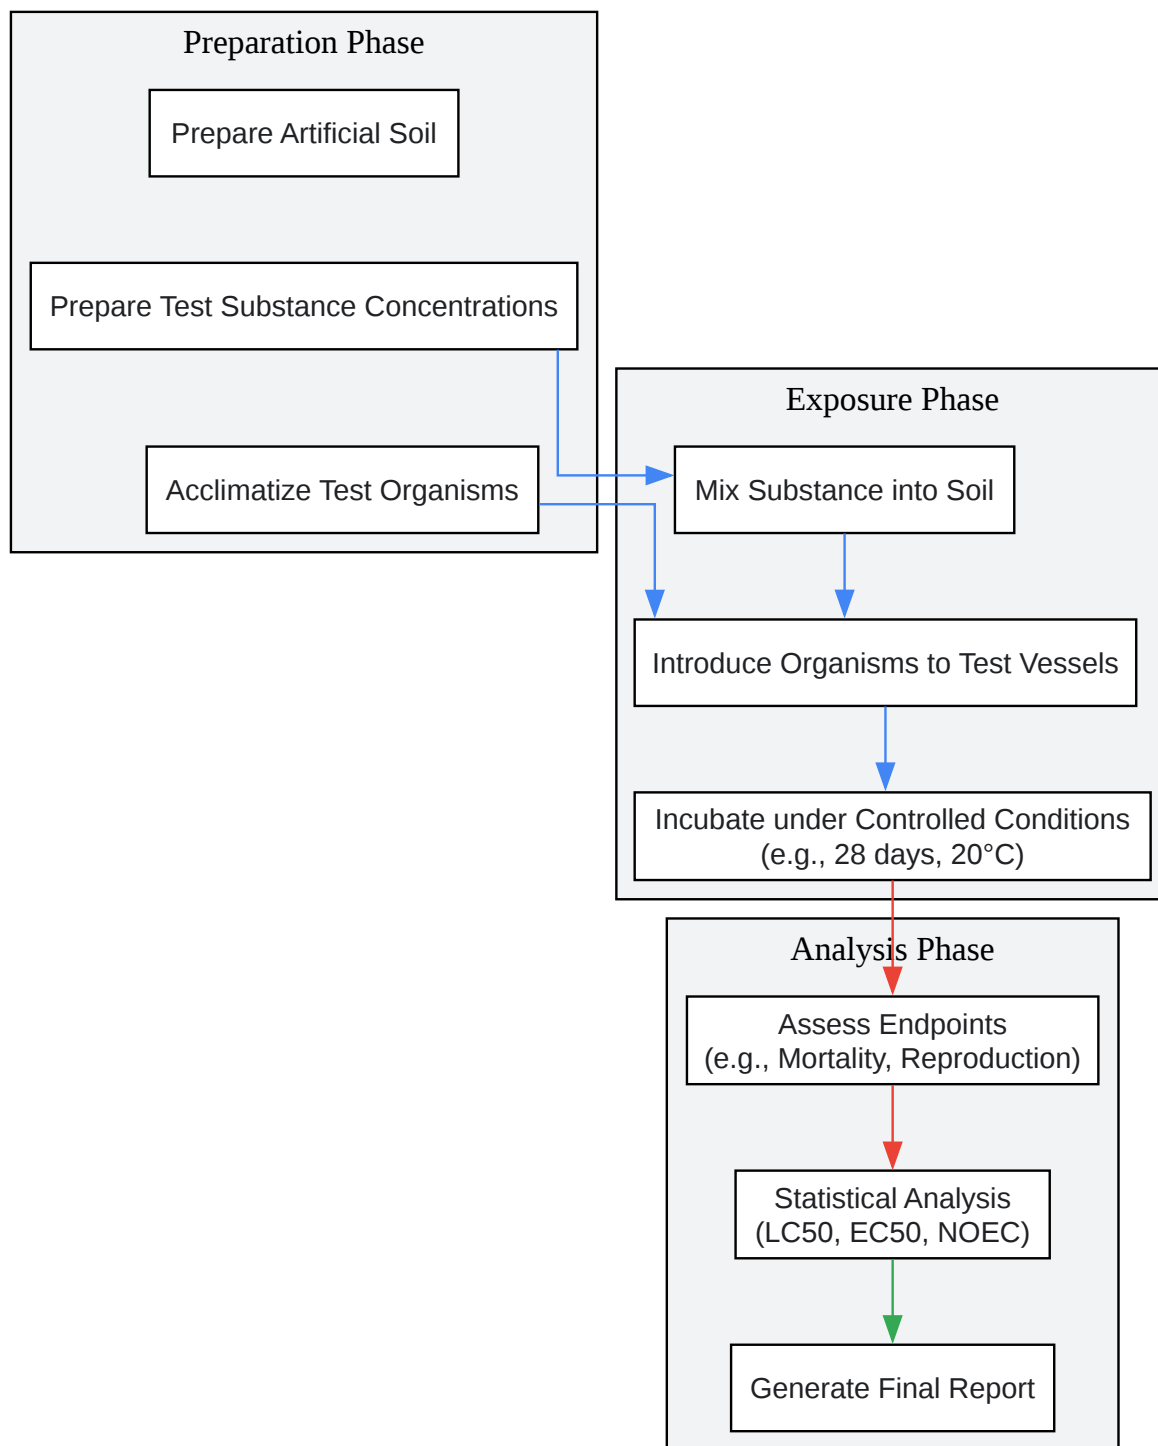 Preparation Phase
Prepare Artificial Soil
Prepare Test Substance Concentrations
Acclimatize Test Organisms
Exposure Phase
Mix Substance into Soil
Introduce Organisms to Test Vessels
Incubate under Controlled Conditions
(e.g., 28 days, 20°C)
Analysis Phase
Assess Endpoints
(e.g., Mortality, Reproduction)
Statistical Analysis
(LC50, EC50, NOEC)
Generate Final Report